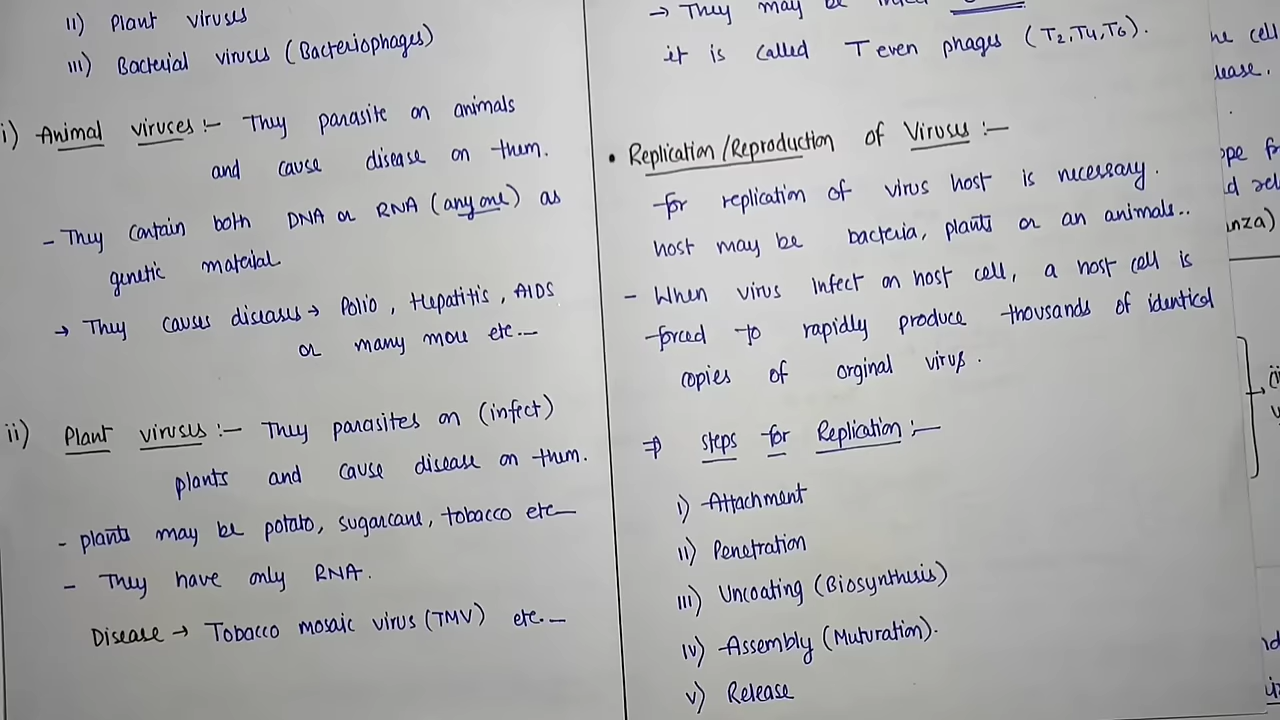 ii) Plant viruses
iii) Bacterial viruses (Bacteriophages)
i) Animal viruses :- They parasite on animals
and cause disease on them.
- They contain both DNA or RNA (any one) as
genetic material
→ They causes diseases → Polio, Hepatitis, AIDS
or many more etc.—
ii) Plant viruses :- They parasites on (infect)
plants and cause disease on them.
- plants may be potato, sugarcane, tobacco etc—
- They have only RNA.
Disease → Tobacco mosaic virus (TMV) etc.—
→ They may be
it is called T even phages (T2, T4, T6).
• Replication/Reproduction of Viruses :-
for replication of virus host is necessary.
host may be bacteria, plants or an animals..
- When virus infect on host cell, a host cell is
forced to rapidly produce thousands of identical
copies of orginal virus.
⇒ steps for Replication :-
i) Attachment
ii) Penetration
iii) Uncoating (Biosynthesis)
iv) Assembly (Muturation).
v) Release
cell